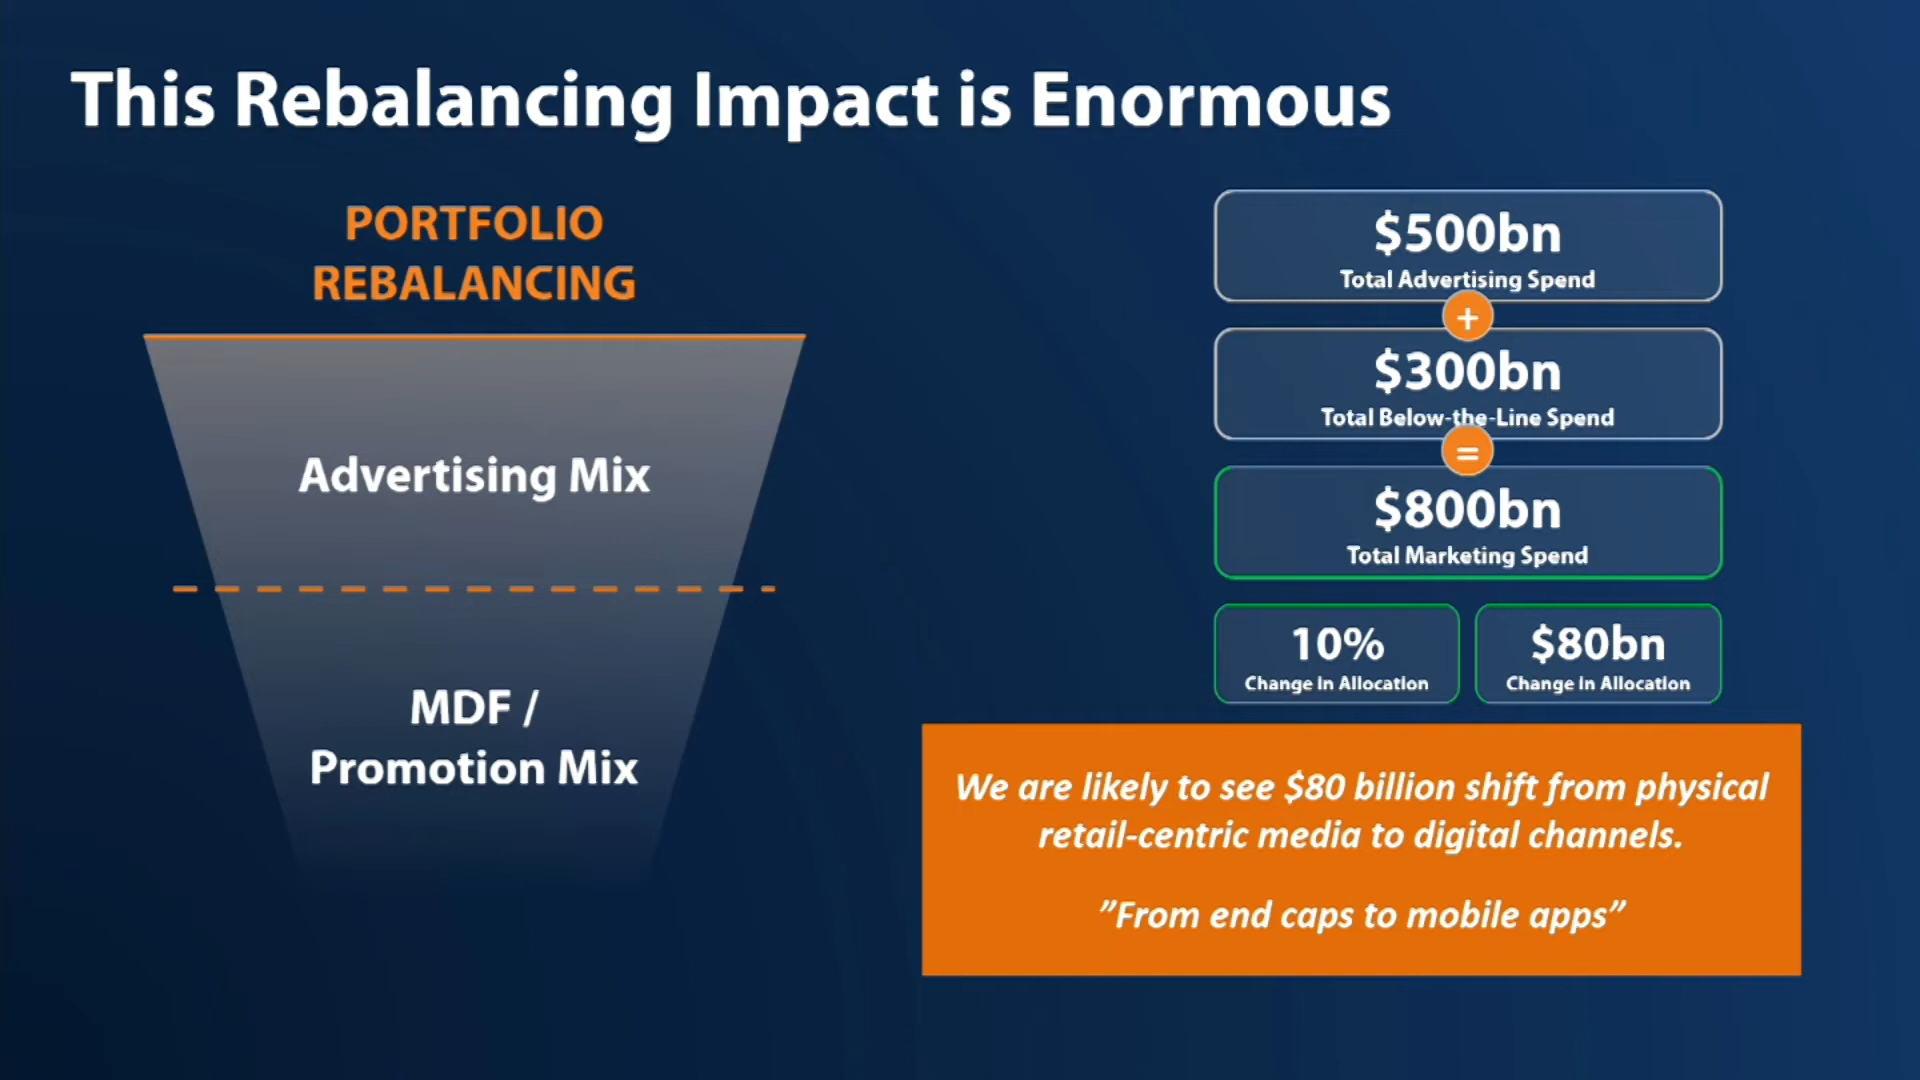 This Rebalancing Impact is Enormous
PORTFOLIO
REBALANCING
Advertising Mix
MDF /
Promotion Mix
$500bn
Total Advertising Spend
+
$300bn
Total Below-the-Line Spend
=
$800bn
Total Marketing Spend
10%
Change in Allocation
$80bn
Change in Allocation
We are likely to see $80 billion shift from physical
retail-centric media to digital channels.
”From end caps to mobile apps”